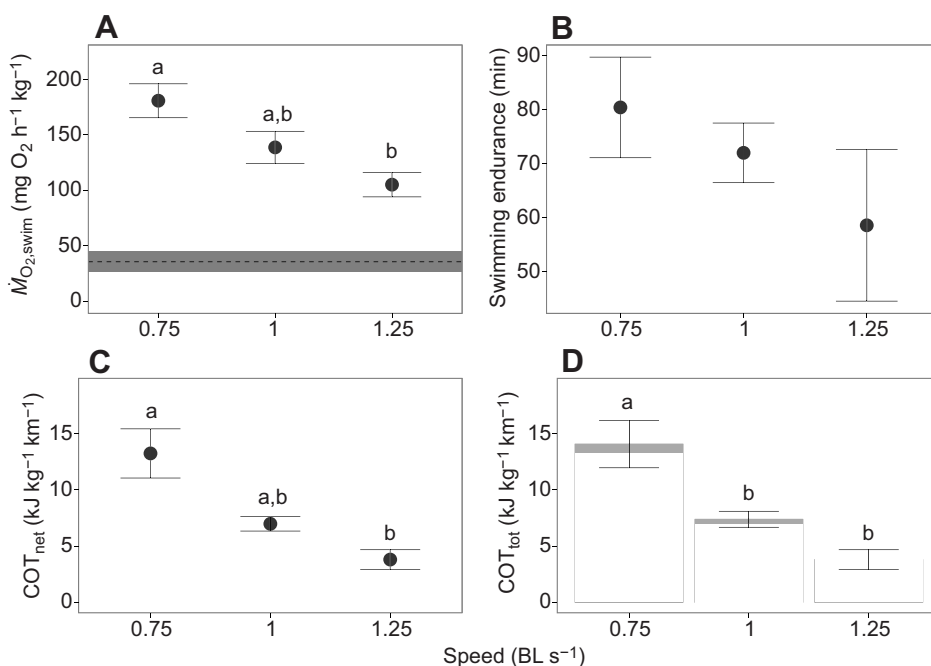 A
B
ṀO₂,swim (mg O₂ h⁻¹ kg⁻¹)
200
150
100
50
0
a
a,b
b
0.75 1 1.25
Swimming endurance (min)
90
80
70
60
50
0.75 1 1.25
C
D
COTnet (kJ kg⁻¹ km⁻¹)
15
10
5
0
a
a,b
b
0.75 1 1.25
COTtot (kJ kg⁻¹ km⁻¹)
15
10
5
0
a
b
b
0.75 1 1.25
Speed (BL s⁻¹)